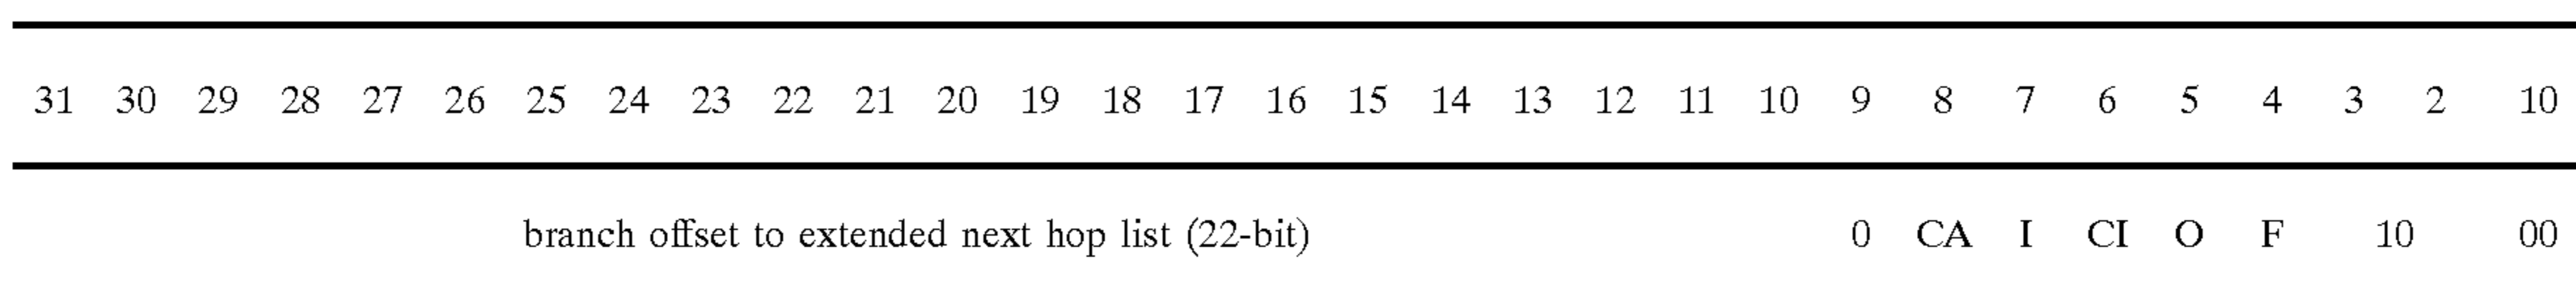 31 30 29 28 27 26 25 24 23 22 21 20 19 18 17 16 15 14 13 12 11 10 9 8 7 6 5 4 3 2 10
branch offset to extended next hop list (22-bit) 0 CA I CI O F 10 00